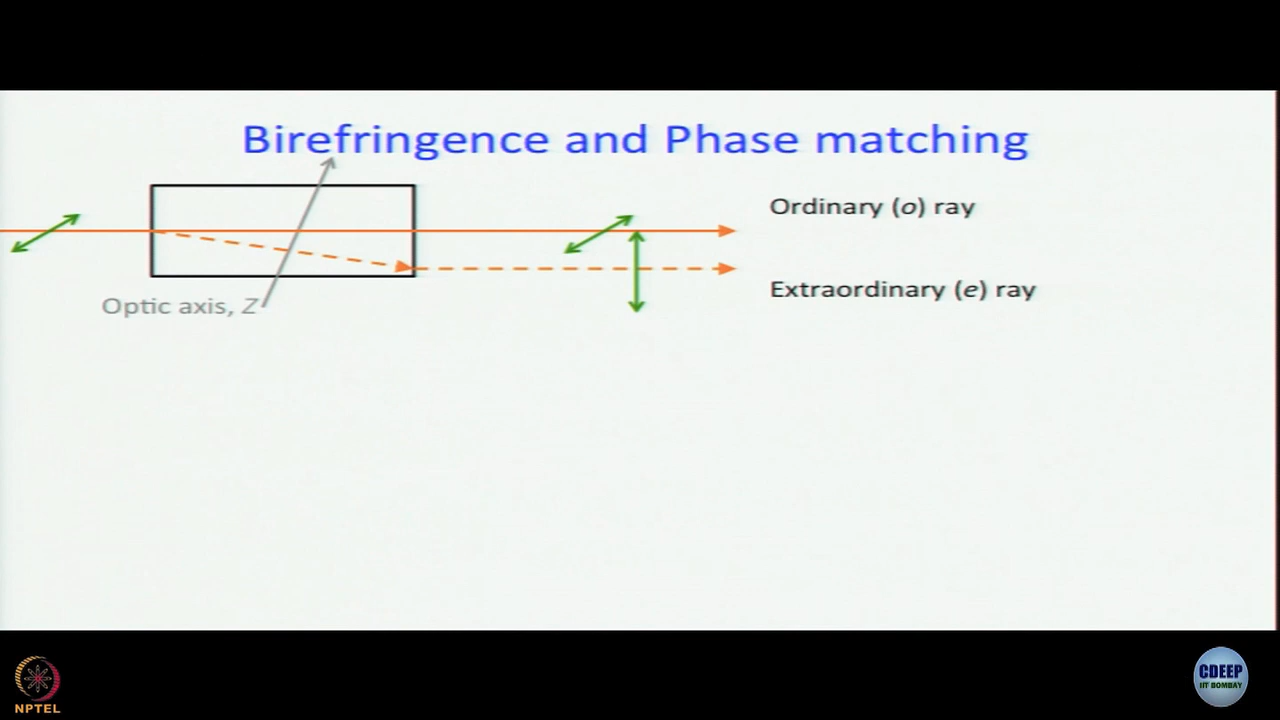 Birefringence and Phase matching
Ordinary (o) ray
Extraordinary (e) ray
Optic axis, Z
NPTEL
CDEEP
IIT BOMBAY